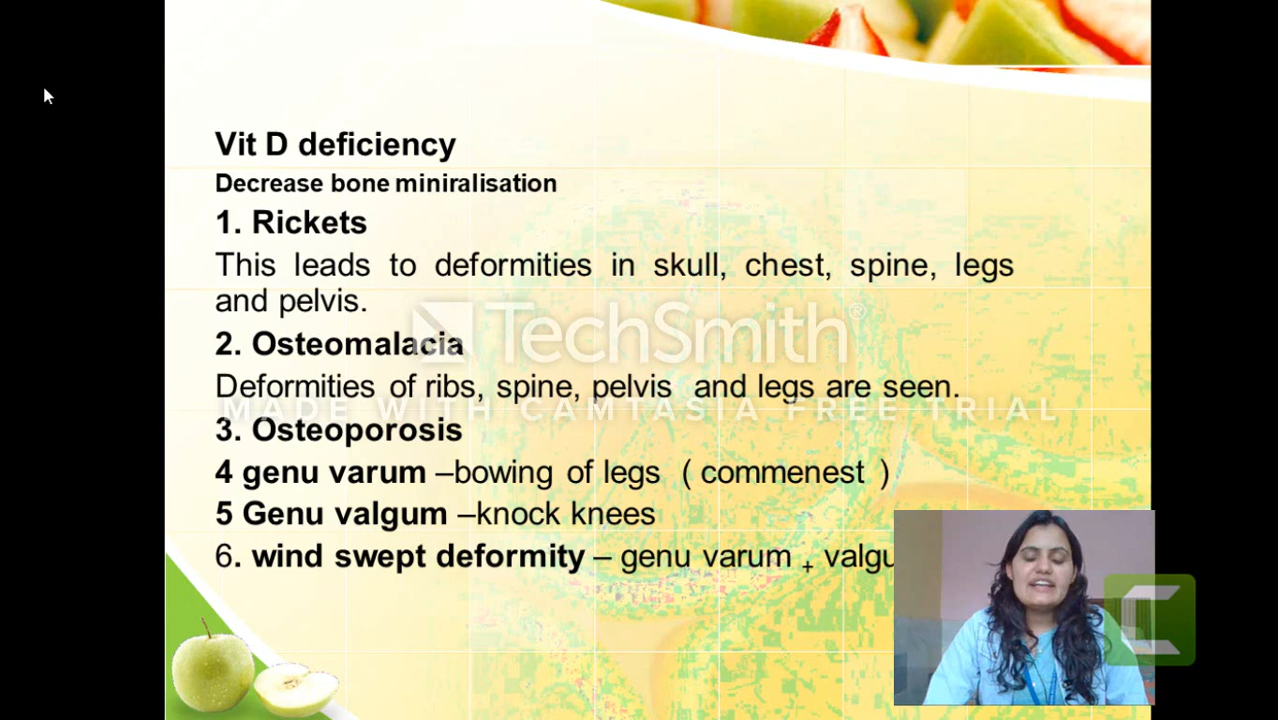 Vit D deficiency
Decrease bone miniralisation
1. Rickets
This leads to deformities in skull, chest, spine, legs
and pelvis.
TechSmith®
2. Osteomalacia
Deformities of ribs, spine, pelvis and legs are seen.
MADE WITH CAMTASIA FREE TRIAL
3. Osteoporosis
4 genu varum –bowing of legs ( commenest )
5 Genu valgum –knock knees
6. wind swept deformity – genu varum + valgu